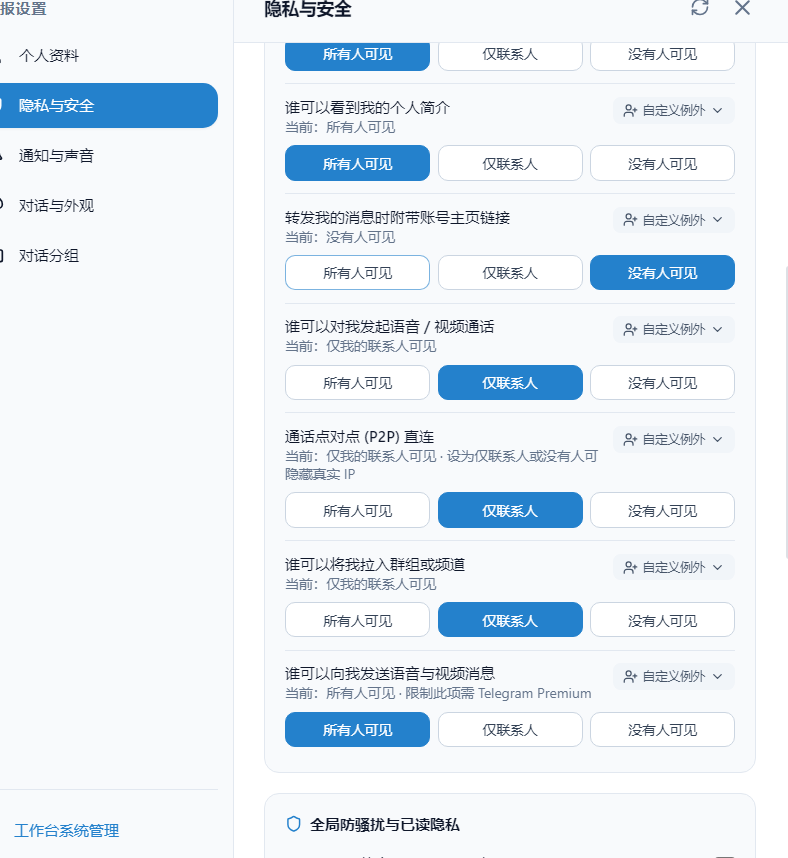 报设置
隐私与安全
个人资料
隐私与安全
通知与声音
对话与外观
对话分组
工作台系统管理
所有人可见 仅联系人 没有人可见
谁可以看到我的个人简介 自定义例外
当前：所有人可见
所有人可见 仅联系人 没有人可见
转发我的消息时附带账号主页链接 自定义例外
当前：没有人可见
所有人可见 仅联系人 没有人可见
谁可以对我发起语音 / 视频通话 自定义例外
当前：仅我的联系人可见
所有人可见 仅联系人 没有人可见
通话点对点 (P2P) 直连 自定义例外
当前：仅我的联系人可见 · 设为仅联系人或没有人可
隐藏真实 IP
所有人可见 仅联系人 没有人可见
谁可以将我拉入群组或频道 自定义例外
当前：仅我的联系人可见
所有人可见 仅联系人 没有人可见
谁可以向我发送语音与视频消息 自定义例外
当前：所有人可见 · 限制此项需 Telegram Premium
所有人可见 仅联系人 没有人可见
全局防骚扰与已读隐私